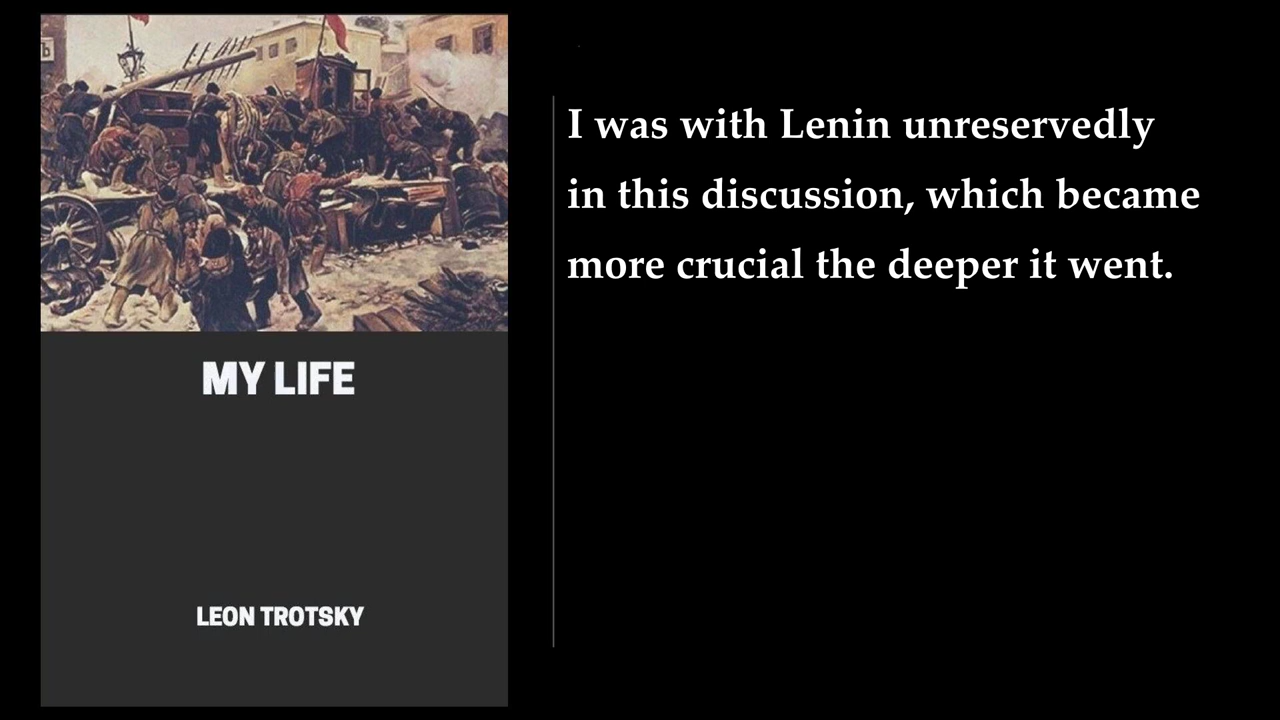 Ъ
MY LIFE
LEON TROTSKY
I was with Lenin unreservedly
in this discussion, which became
more crucial the deeper it went.